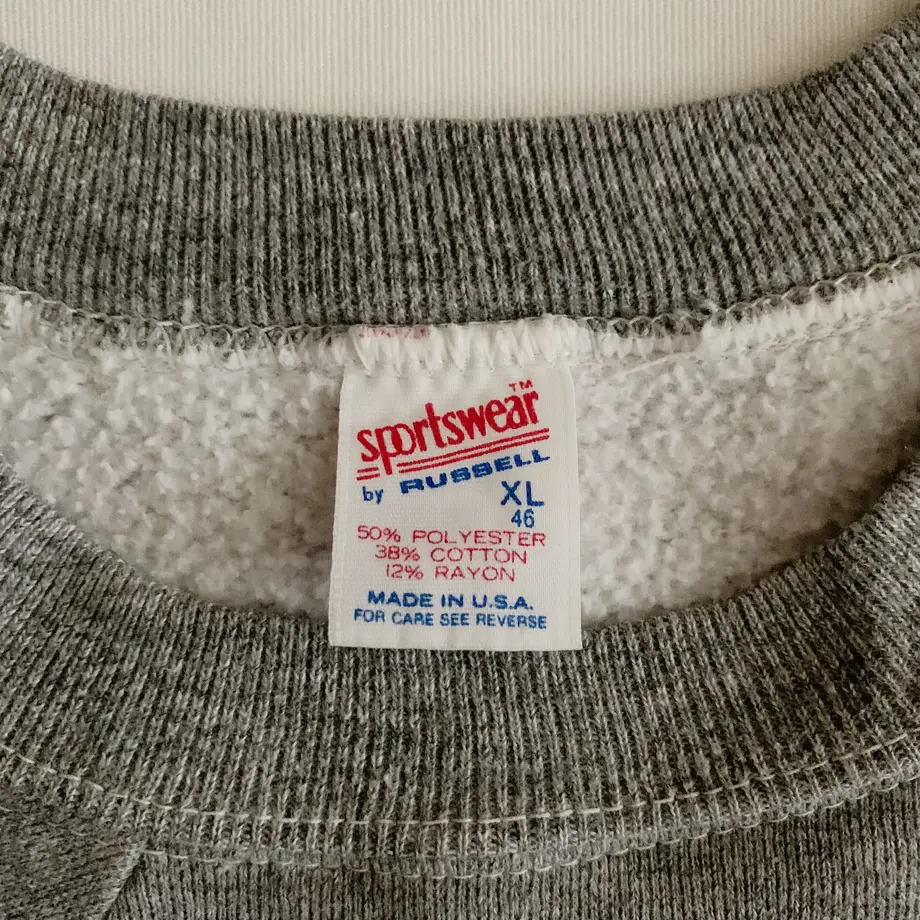 sportswear™
by RUSSELL
XL
46
50% POLYESTER
38% COTTON
12% RAYON
MADE IN U.S.A.
FOR CARE SEE REVERSE